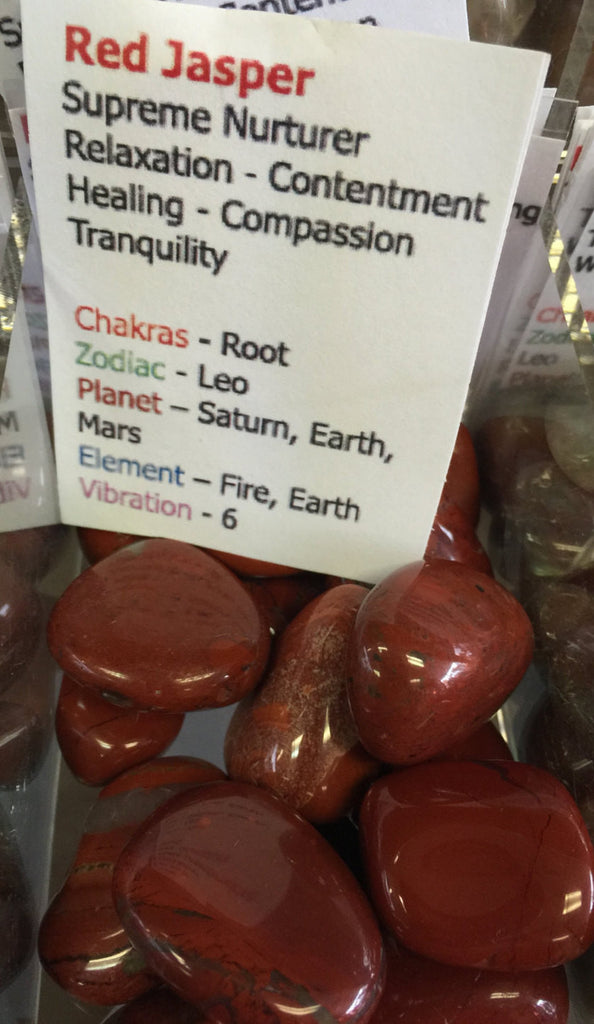 Red Jasper
Supreme Nurturer
Relaxation - Contentment
Healing - Compassion
Tranquility
Chakras - Root
Zodiac - Leo
Planet – Saturn, Earth,
Mars
Element – Fire, Earth
Vibration - 6
Leo